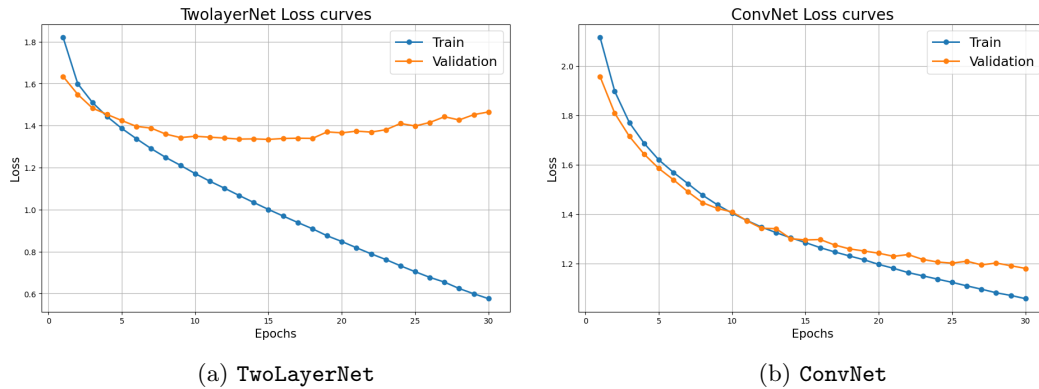 TwolayerNet Loss curves
Train
Validation
1.8
1.6
1.4
1.2
1.0
0.8
0.6
Loss
0 5 10 15 20 25 30
Epochs
(a) TwoLayerNet
ConvNet Loss curves
Train
Validation
2.0
1.8
1.6
1.4
1.2
Loss
0 5 10 15 20 25 30
Epochs
(b) ConvNet